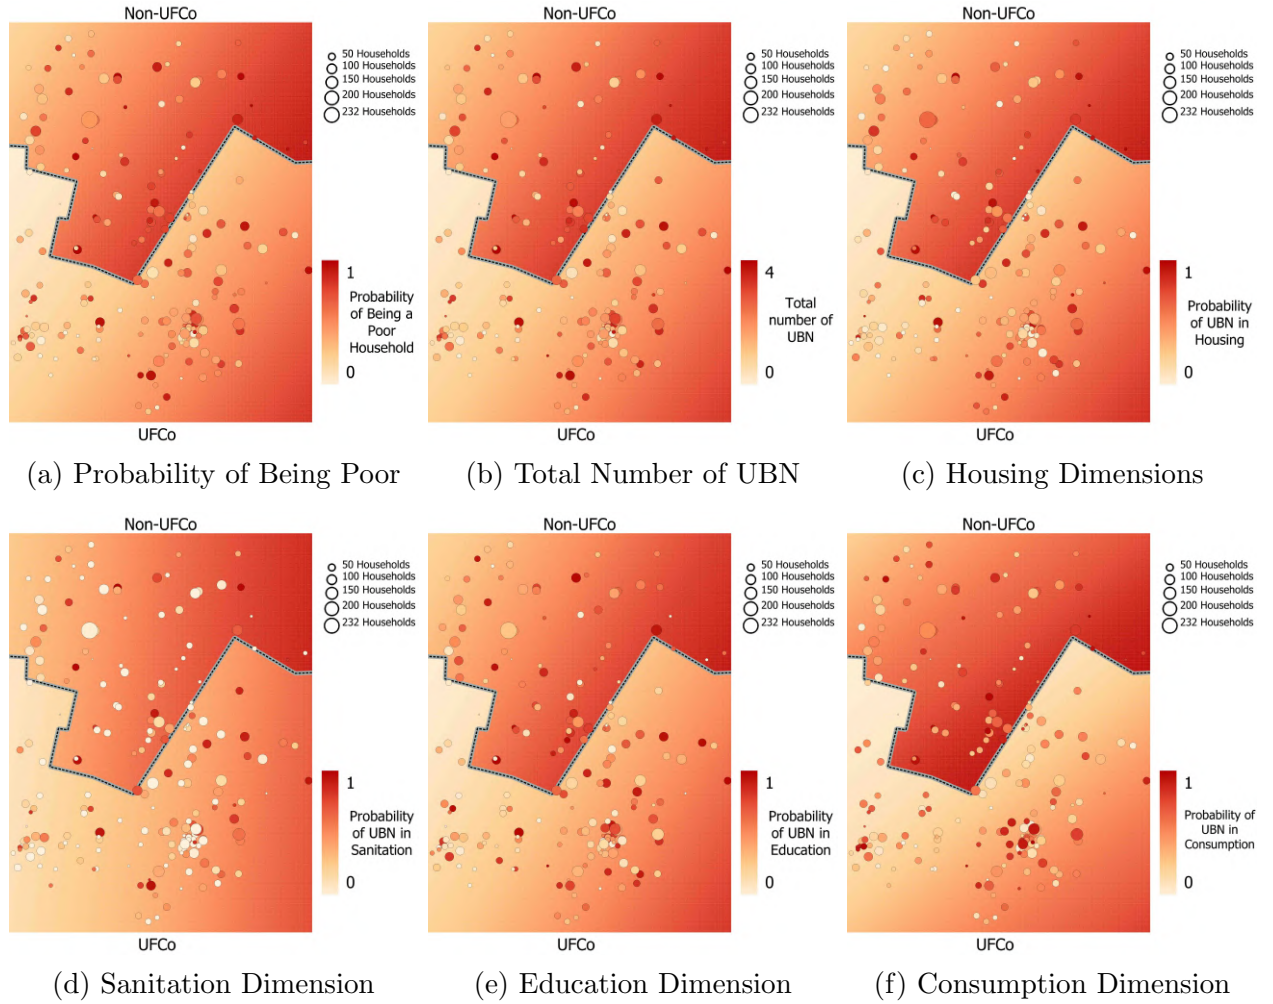 Non-UFCo
50 Households
100 Households
150 Households
200 Households
232 Households
1
Probability
of Being a
Poor
Household
0
UFCo
(a) Probability of Being Poor
Non-UFCo
50 Households
100 Households
150 Households
200 Households
232 Households
4
Total
number of
UBN
0
UFCo
(b) Total Number of UBN
Non-UFCo
50 Households
100 Households
150 Households
200 Households
232 Households
1
Probability
of UBN in
Housing
0
UFCo
(c) Housing Dimensions
Non-UFCo
50 Households
100 Households
150 Households
200 Households
232 Households
1
Probability
of UBN in
Sanitation
0
UFCo
(d) Sanitation Dimension
Non-UFCo
50 Households
100 Households
150 Households
200 Households
232 Households
1
Probability
of UBN in
Education
0
UFCo
(e) Education Dimension
Non-UFCo
50 Households
100 Households
150 Households
200 Households
232 Households
1
Probability of
UBN in
Consumption
0
UFCo
(f) Consumption Dimension